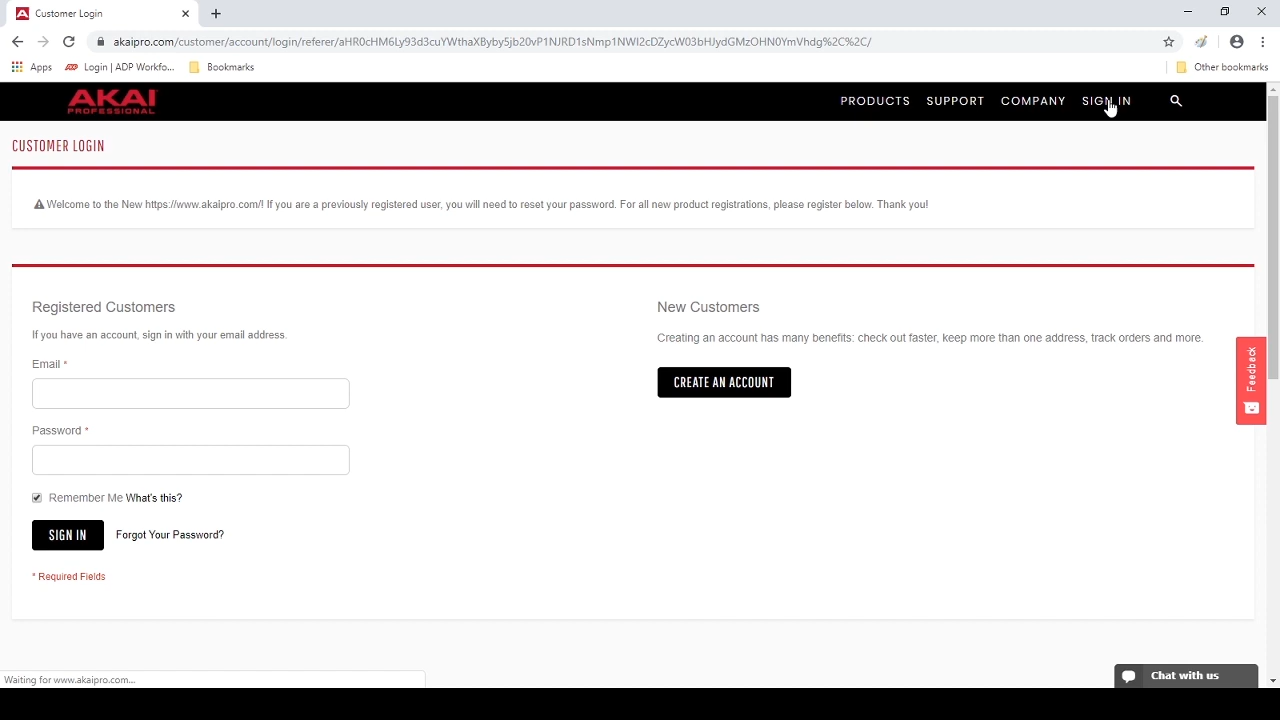 Customer Login
akaipro.com/customer/account/login/referer/aHR0cHM6Ly93d3cuYWthaXByby5jb20vP1NJRD1sNmp1NWI2cDZycW03bHJydGMzOHN0YmVhdg%2C%2C/
Apps Login | ADP Workfo... Bookmarks Other bookmarks
AKAI
PROFESSIONAL
PRODUCTS SUPPORT COMPANY SIGN IN
CUSTOMER LOGIN
Welcome to the New https://www.akaipro.com/! If you are a previously registered user, you will need to reset your password. For all new product registrations, please register below. Thank you!
Registered Customers
If you have an account, sign in with your email address.
Email *
Password *
Remember Me What's this?
SIGN IN Forgot Your Password?
* Required Fields
New Customers
Creating an account has many benefits: check out faster, keep more than one address, track orders and more.
CREATE AN ACCOUNT
Feedback
Waiting for www.akaipro.com...
Chat with us